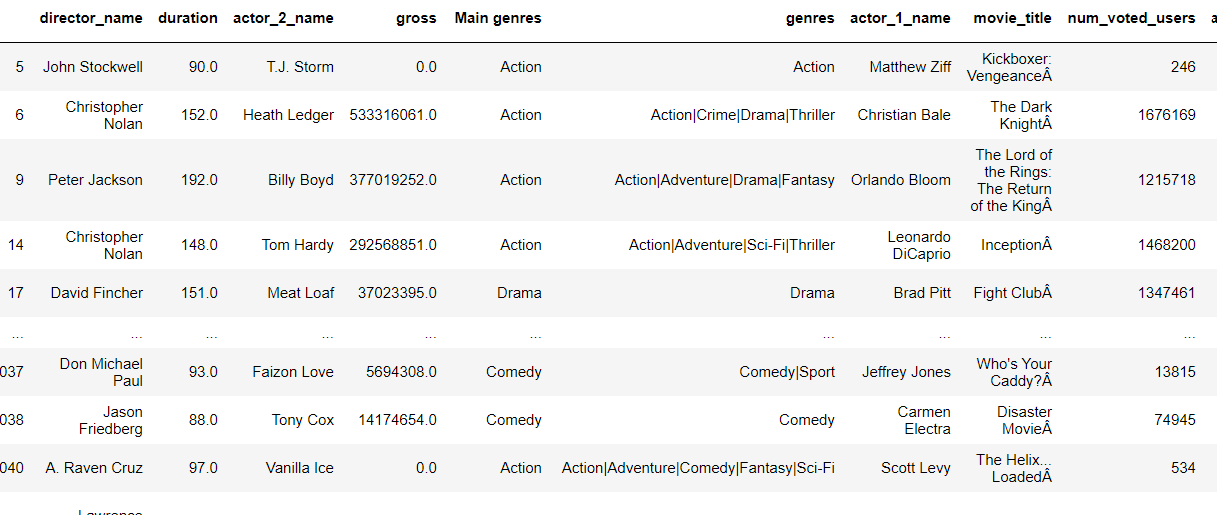 director_name duration actor_2_name gross Main genres genres actor_1_name movie_title num_voted_users a
5 John Stockwell 90.0 T.J. Storm 0.0 Action Action Matthew Ziff Kickboxer: VengeanceÂ 246
6 Christopher Nolan 152.0 Heath Ledger 533316061.0 Action Action|Crime|Drama|Thriller Christian Bale The Dark KnightÂ 1676169
9 Peter Jackson 192.0 Billy Boyd 377019252.0 Action Action|Adventure|Drama|Fantasy Orlando Bloom The Lord of the Rings: The Return of the KingÂ 1215718
14 Christopher Nolan 148.0 Tom Hardy 292568851.0 Action Action|Adventure|Sci-Fi|Thriller Leonardo DiCaprio InceptionÂ 1468200
17 David Fincher 151.0 Meat Loaf 37023395.0 Drama Drama Brad Pitt Fight ClubÂ 1347461
... ... ... ... ... ... ... ... ... ...
037 Don Michael Paul 93.0 Faizon Love 5694308.0 Comedy Comedy|Sport Jeffrey Jones Who's Your Caddy?Â 13815
038 Jason Friedberg 88.0 Tony Cox 14174654.0 Comedy Comedy Carmen Electra Disaster MovieÂ 74945
040 A. Raven Cruz 97.0 Vanilla Ice 0.0 Action Action|Adventure|Comedy|Fantasy|Sci-Fi Scott Levy The Helix... LoadedÂ 534
Lawrence